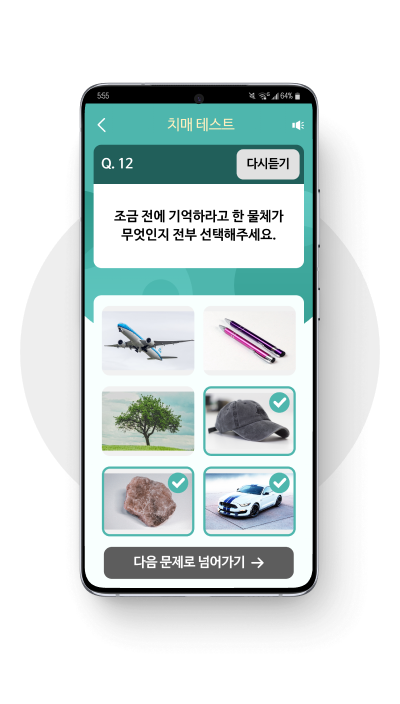 5:55
64%
치매 테스트
Q. 12
다시듣기
조금 전에 기억하라고 한 물체가
무엇인지 전부 선택해주세요.
다음 문제로 넘어가기 →